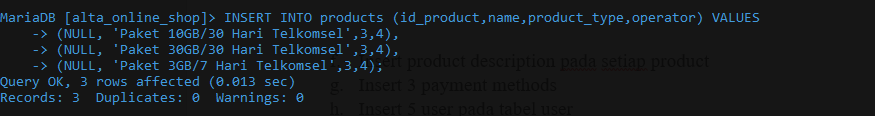 MariaDB [alta_online_shop]> INSERT INTO products (id_product,name,product_type,operator) VALUES
-> (NULL, 'Paket 10GB/30 Hari Telkomsel',3,4),
-> (NULL, 'Paket 30GB/30 Hari Telkomsel',3,4),
-> (NULL, 'Paket 3GB/7 Hari Telkomsel',3,4);
product description pada setiap product
Query OK, 3 rows affected (0.013 sec)
g. Insert 3 payment methods
Records: 3 Duplicates: 0 Warnings: 0
h. Insert 5 user pada tabel user